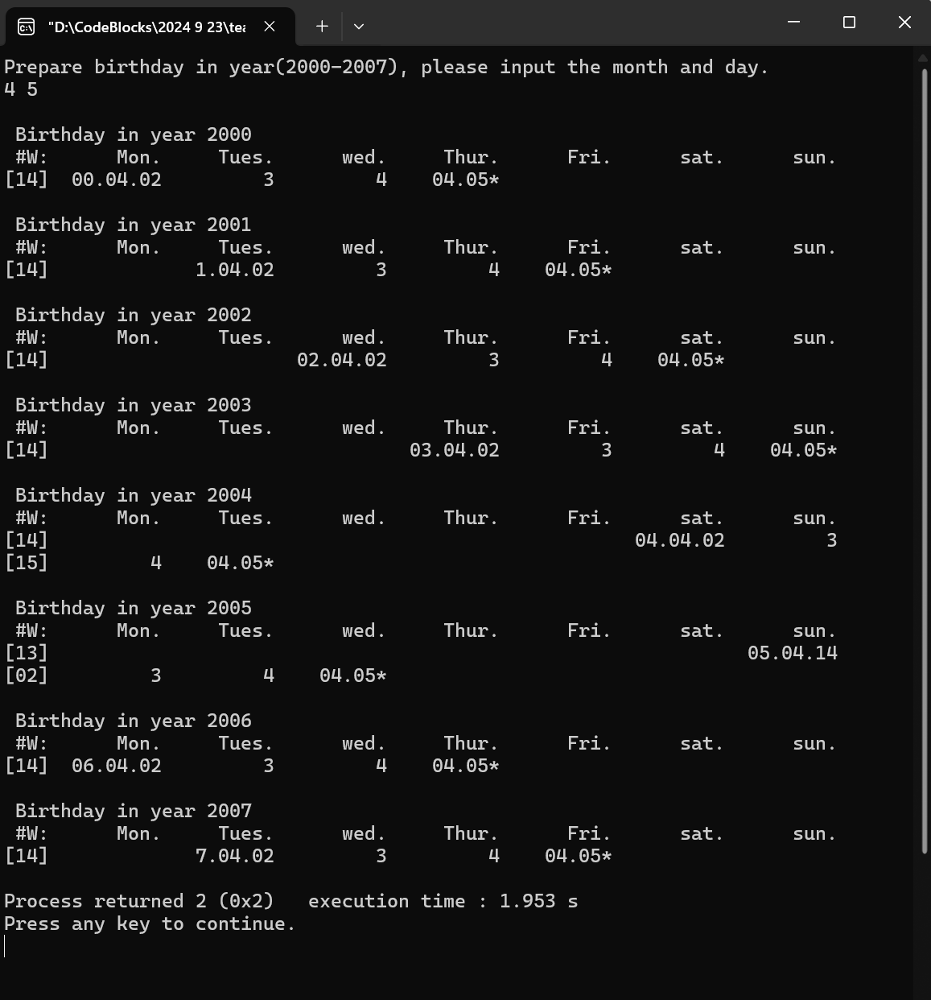 "D:\CodeBlocks\2024 9 23\tea
Prepare birthday in year(2000-2007), please input the month and day.
4 5
Birthday in year 2000
#W: Mon. Tues. wed. Thur. Fri. sat. sun.
[14] 00.04.02 3 4 04.05*
Birthday in year 2001
#W: Mon. Tues. wed. Thur. Fri. sat. sun.
[14] 1.04.02 3 4 04.05*
Birthday in year 2002
#W: Mon. Tues. wed. Thur. Fri. sat. sun.
[14] 02.04.02 3 4 04.05*
Birthday in year 2003
#W: Mon. Tues. wed. Thur. Fri. sat. sun.
[14] 03.04.02 3 4 04.05*
Birthday in year 2004
#W: Mon. Tues. wed. Thur. Fri. sat. sun.
[14] 04.04.02 3
[15] 4 04.05*
Birthday in year 2005
#W: Mon. Tues. wed. Thur. Fri. sat. sun.
[13] 05.04.14
[02] 3 4 04.05*
Birthday in year 2006
#W: Mon. Tues. wed. Thur. Fri. sat. sun.
[14] 06.04.02 3 4 04.05*
Birthday in year 2007
#W: Mon. Tues. wed. Thur. Fri. sat. sun.
[14] 7.04.02 3 4 04.05*
Process returned 2 (0x2) execution time : 1.953 s
Press any key to continue.